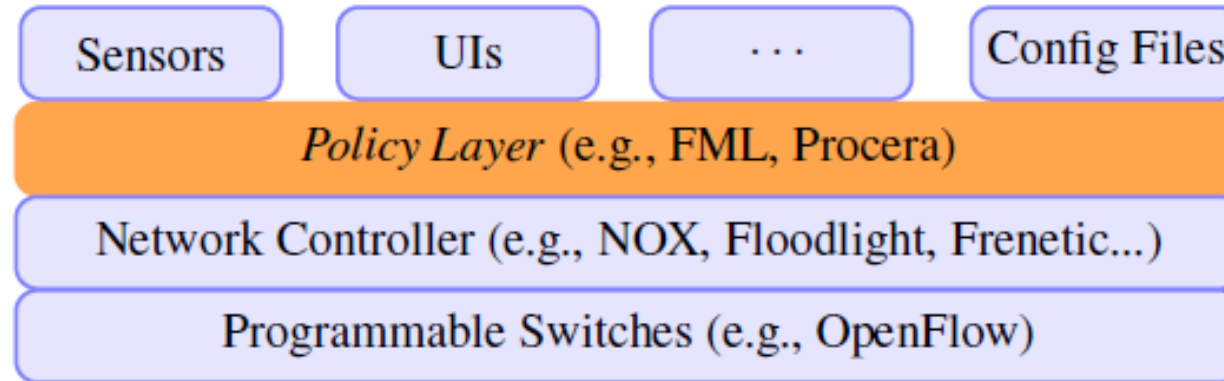 Sensors UIs ··· Config Files
Policy Layer (e.g., FML, Procera)
Network Controller (e.g., NOX, Floodlight, Frenetic...)
Programmable Switches (e.g., OpenFlow)